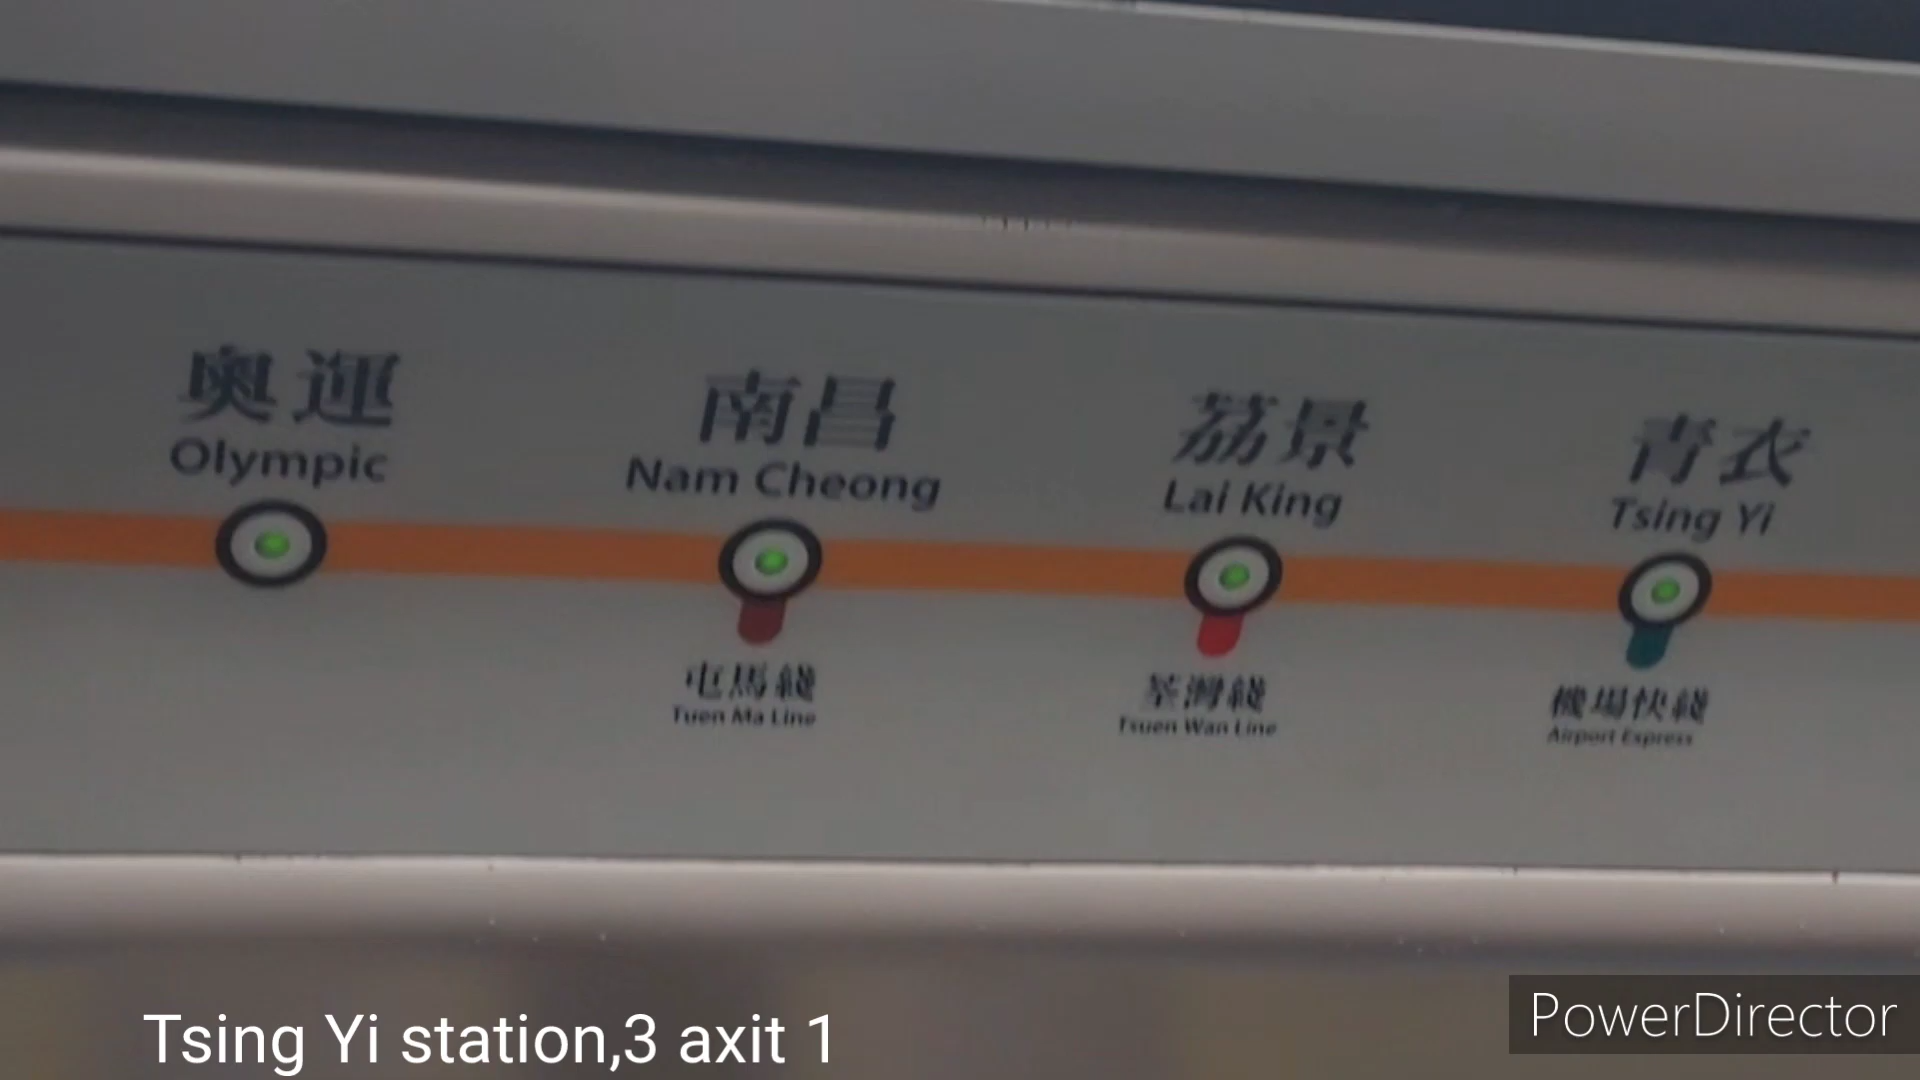 奧運
Olympic
南昌
Nam Cheong
荔景
Lai King
青衣
Tsing Yi
屯馬綫
Tuen Ma Line
荃灣綫
Tsuen Wan Line
機場快綫
Airport Express
Tsing Yi station,3 axit 1
PowerDirector